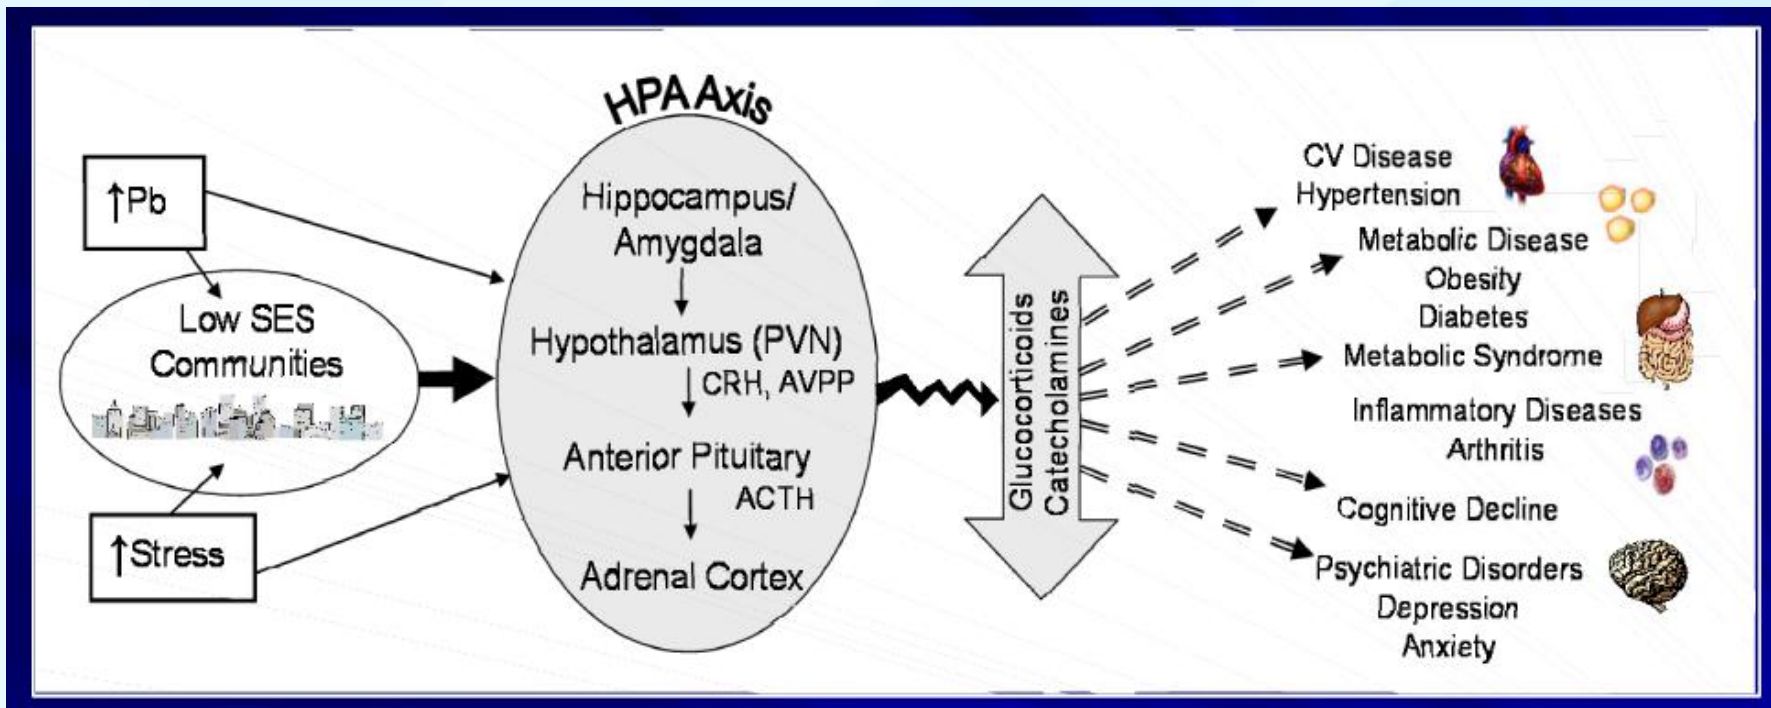 HPA Axis
↑Pb
Low SES
Communities
↑Stress
Hippocampus/
Amygdala
Hypothalamus (PVN)
CRH, AVPP
Anterior Pituitary
ACTH
Adrenal Cortex
Glucocorticoids
Catecholamines
CV Disease
Hypertension
Metabolic Disease
Obesity
Diabetes
Metabolic Syndrome
Inflammatory Diseases
Arthritis
Cognitive Decline
Psychiatric Disorders
Depression
Anxiety